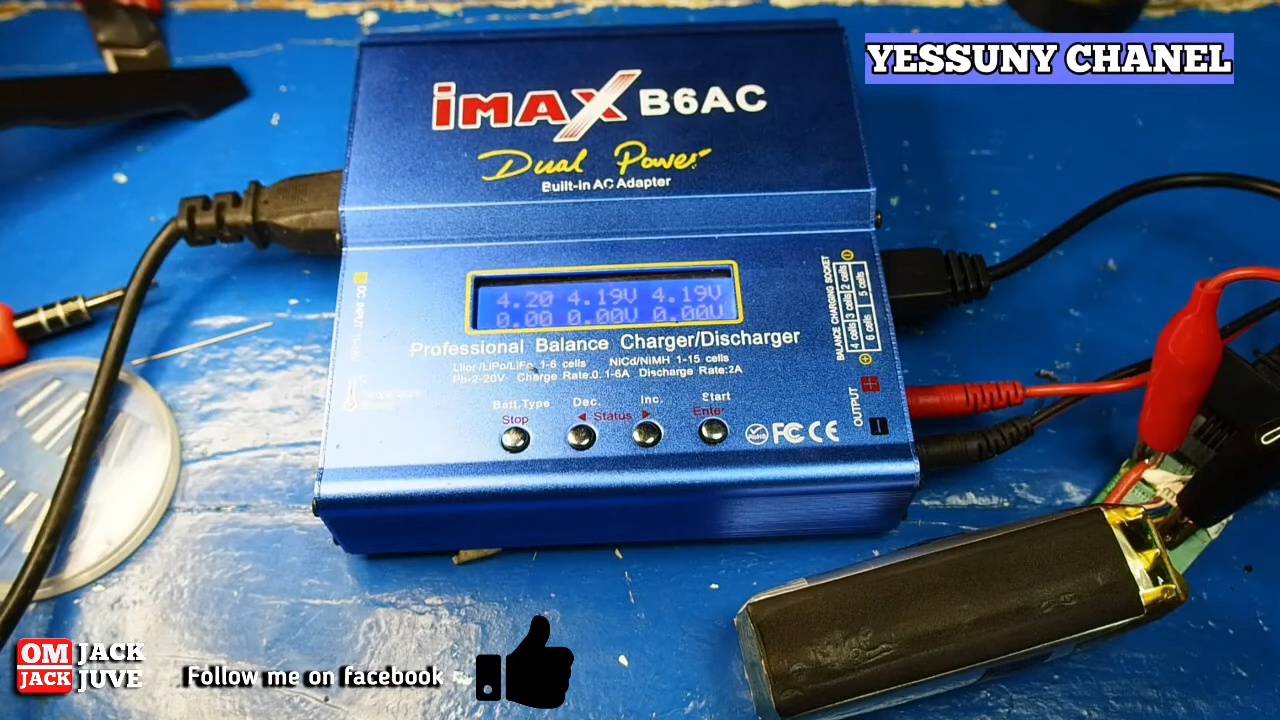 YESSUNY CHANEL
iMAX B6AC
Dual Power
Built-in AC Adapter
DC INPUT
4.20 4.19V 4.19V
0.00 0.00V 0.00V
BALANCE CHARGING SOCKET
2 cells
3 cells
4 cells
5 cells
6 cells
Professional Balance Charger/Discharger
LiIon/LiPo/LiFe 1-6 cells NiCd/NiMH 1-15 cells
Pb:2-20V Charge Rate:0.1-6A Discharge Rate:2A
Batt.Type Dec. Inc. Start
Stop Status Enter
RoHS FC CE
OUTPUT
OM JACK
JACK JUVE
Follow me on facebook